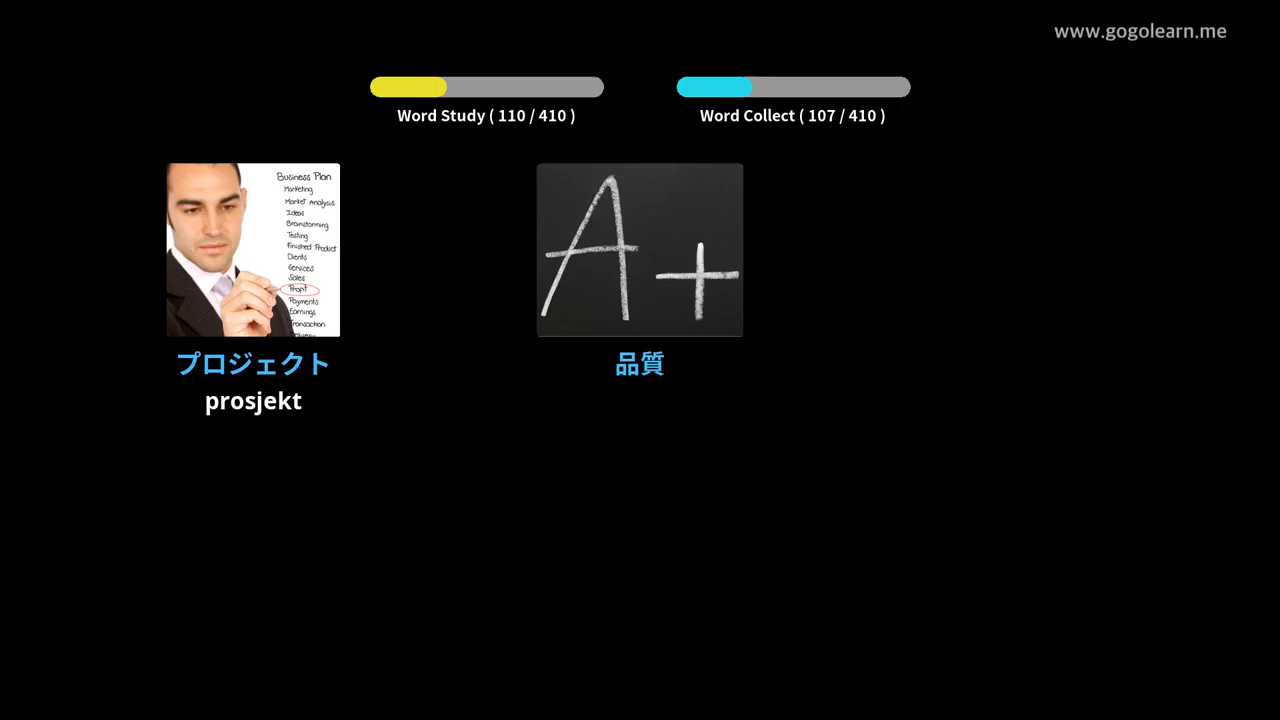 www.gogolearn.me
Word Study ( 110 / 410 )
Word Collect ( 107 / 410 )
Business Plan
Marketing
Market Analysis
Ideas
Brainstorming
Testing
Finished Product
Clients
Services
Sales
Profit
Payments
Earnings
Transaction
A+
プロジェクト
品質
prosjekt